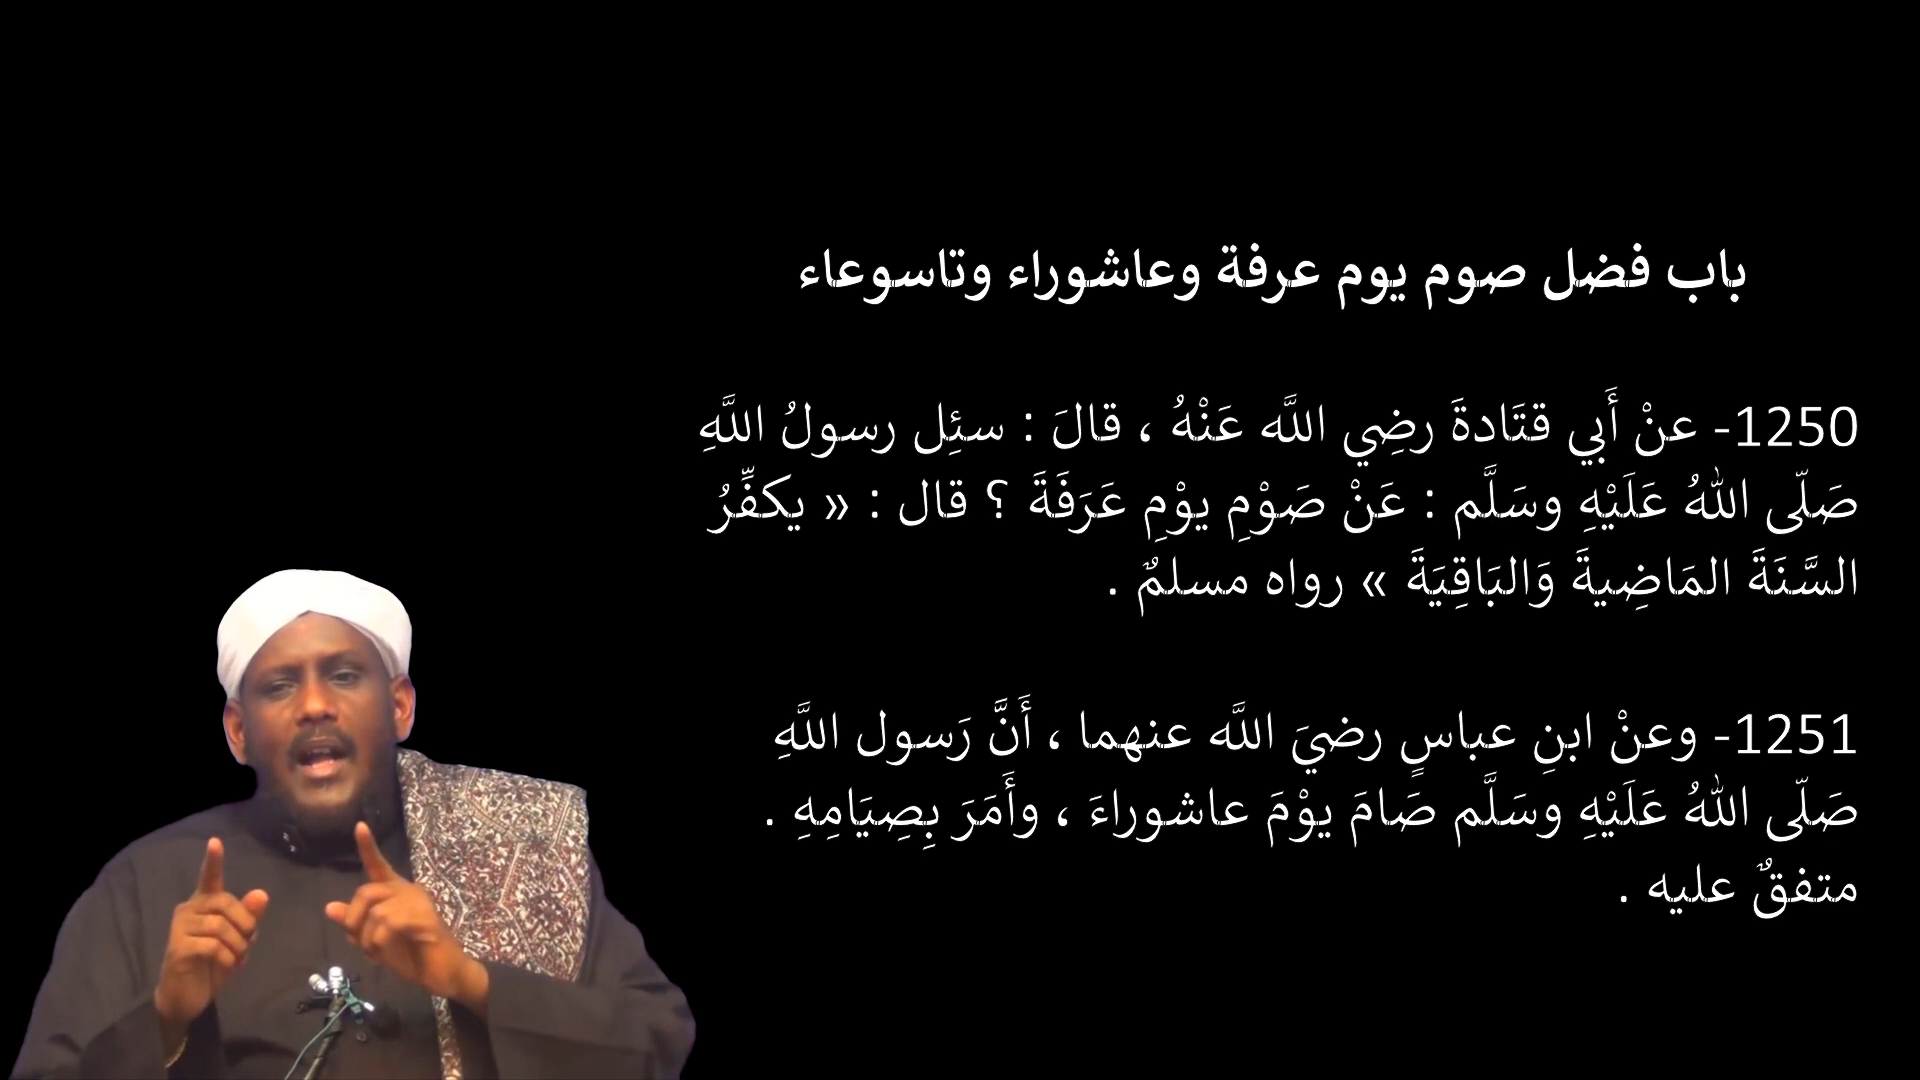 باب فضل صوم يوم عرفة وعاشوراء وتاسوعاء
1250- عنْ أَبي قتَادةَ رضِي اللَّه عَنْهُ ، قالَ : سئِل رسولُ اللَّهِ
صَلّى اللهُ عَلَيْهِ وسَلَّم : عَنْ صَوْمِ يوْمِ عَرَفَةَ ؟ قال : « يكفِّرُ
السَّنَةَ المَاضِيةَ وَالبَاقِيَةَ » رواه مسلمٌ .
1251- وعنْ ابنِ عباسٍ رضيَ اللَّه عنهما ، أَنَّ رَسول اللَّهِ
صَلّى اللهُ عَلَيْهِ وسَلَّم صَامَ يوْمَ عاشوراءَ ، وأَمَرَ بِصِيَامِهِ .
متفقٌ عليه .